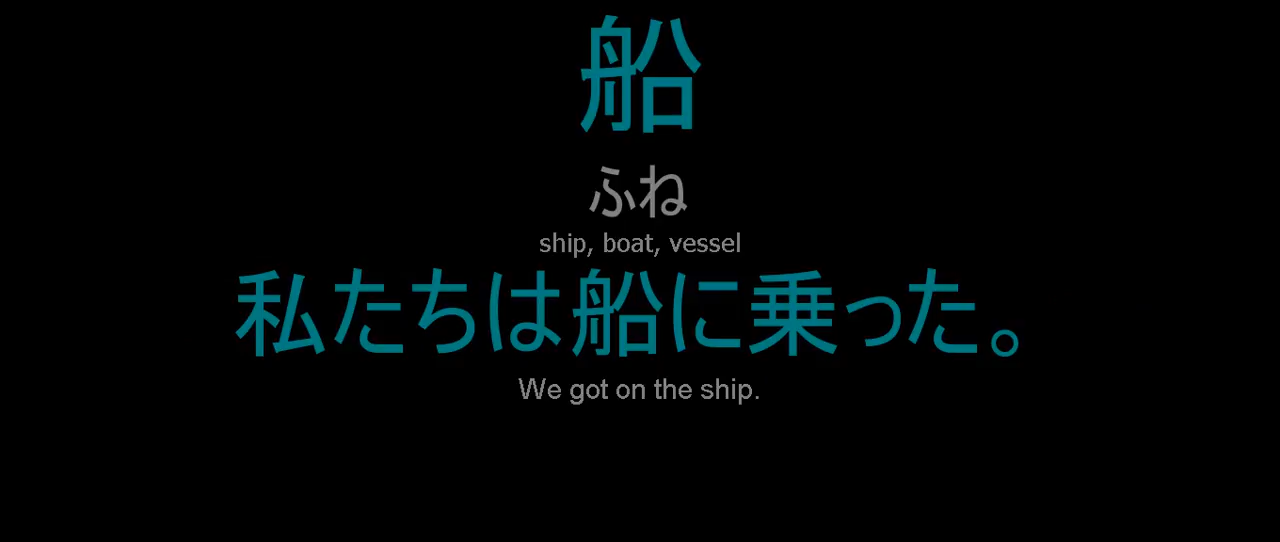 船
ふね
ship, boat, vessel
私たちは船に乗った。
We got on the ship.